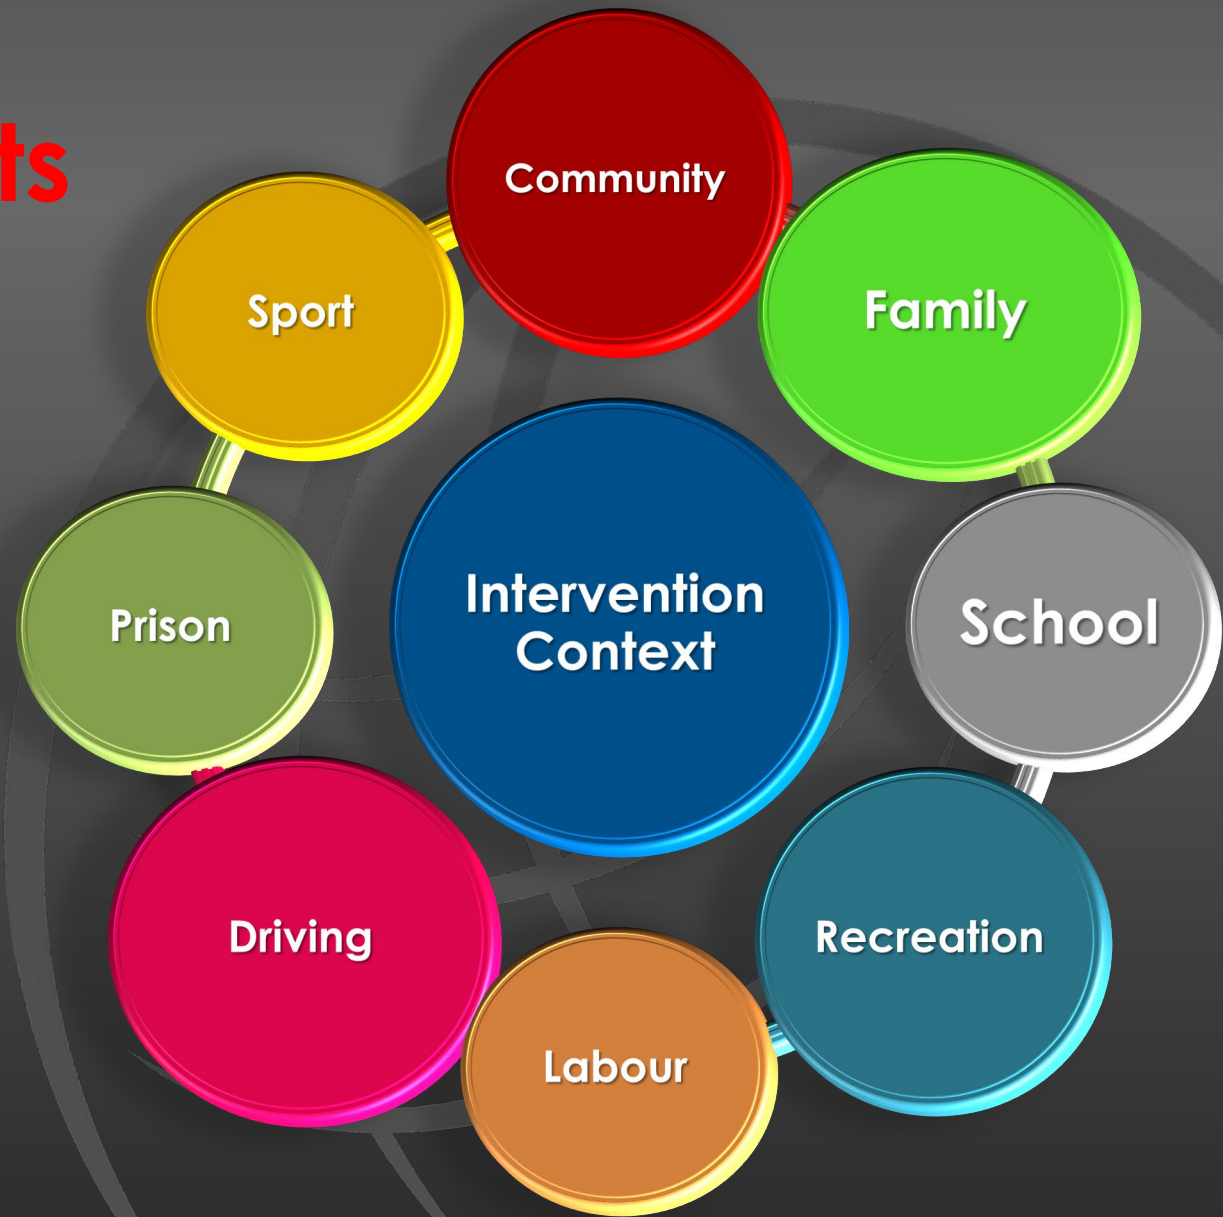 ts
Community
Family
Sport
School
Prison
Intervention
Context
Recreation
Driving
Labour